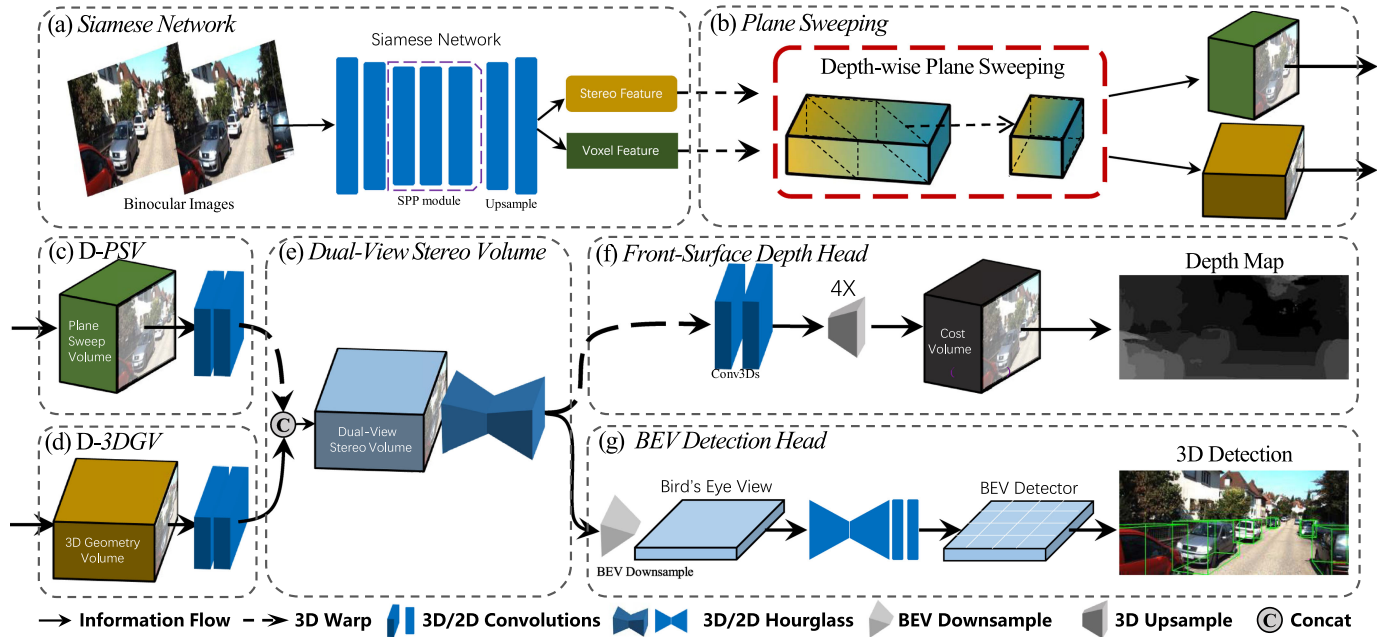 (a) Siamese Network
Siamese Network
Stereo Feature
Voxel Feature
Binocular Images
SPP module
Upsample
(b) Plane Sweeping
Depth-wise Plane Sweeping
(c) D-PSV
Plane
Sweep
Volume
(d) D-3DGV
3D Geometry
Volume
(e) Dual-View Stereo Volume
C
Dual-View
Stereo Volume
(f) Front-Surface Depth Head
Conv3Ds
4X
Cost
Volume
Depth Map
(g) BEV Detection Head
BEV Downsample
Bird's Eye View
BEV Detector
3D Detection
Information Flow
3D Warp
3D/2D Convolutions
3D/2D Hourglass
BEV Downsample
3D Upsample
C
Concat